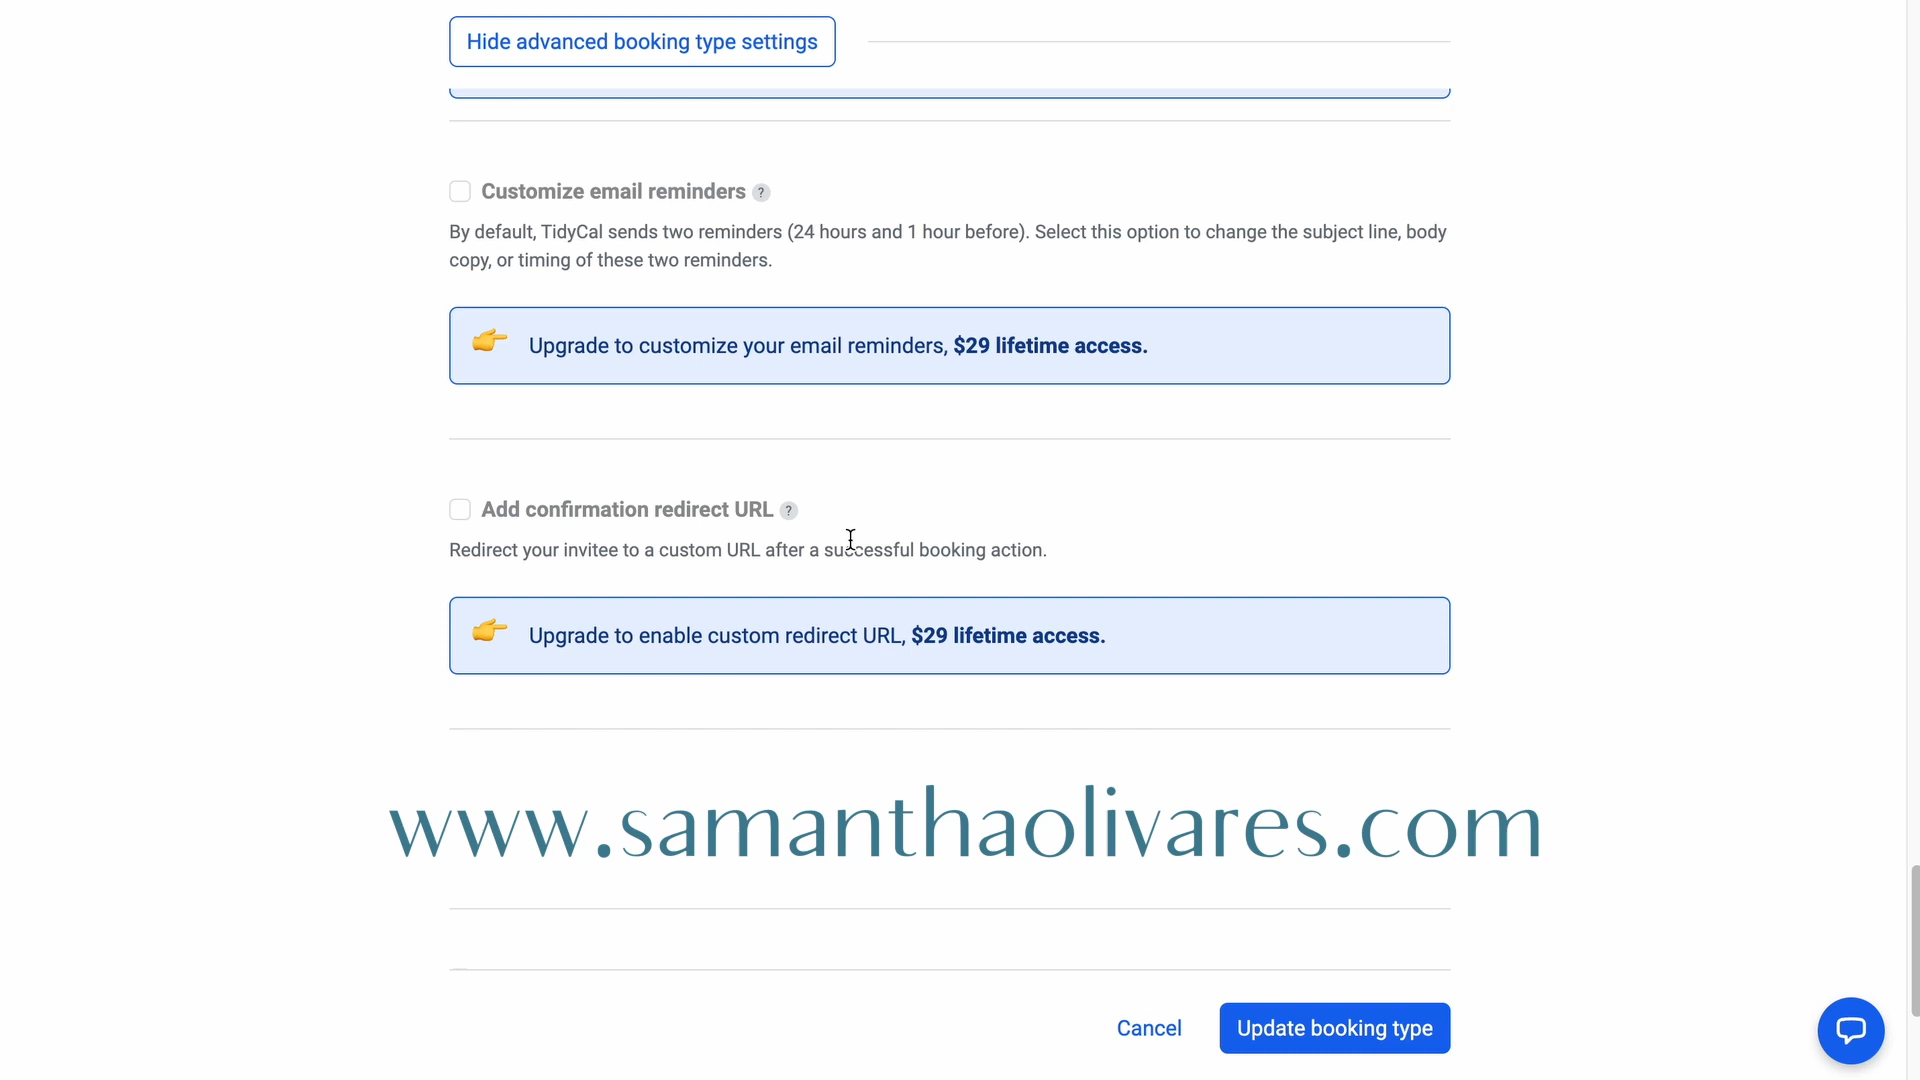 Hide advanced booking type settings
Customize email reminders ?
By default, TidyCal sends two reminders (24 hours and 1 hour before). Select this option to change the subject line, body
copy, or timing of these two reminders.
Upgrade to customize your email reminders, $29 lifetime access.
Add confirmation redirect URL ?
Redirect your invitee to a custom URL after a successful booking action.
Upgrade to enable custom redirect URL, $29 lifetime access.
www.samanthaolivares.com
Cancel
Update booking type